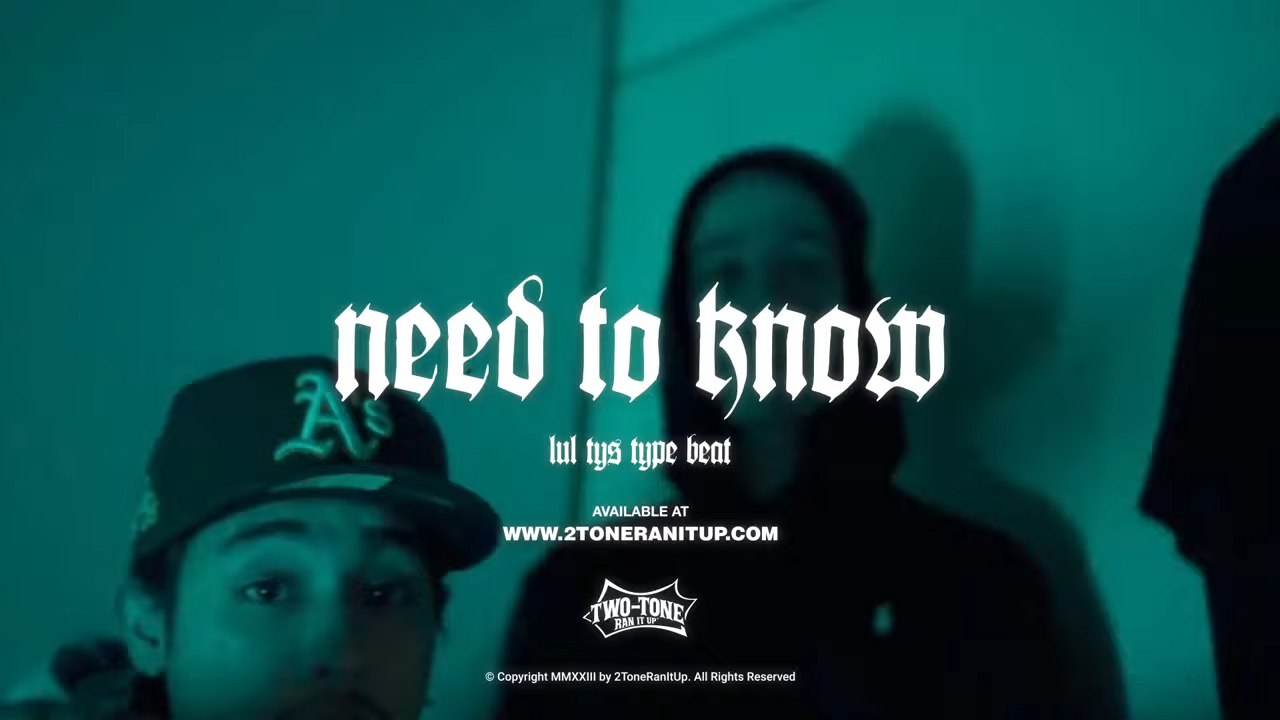 need to know
A's
lul tys type beat
AVAILABLE AT
WWW.2TONERANITUP.COM
TWO-TONE
RAN IT UP
© Copyright MMXXIII by 2ToneRanItUp. All Rights Reserved